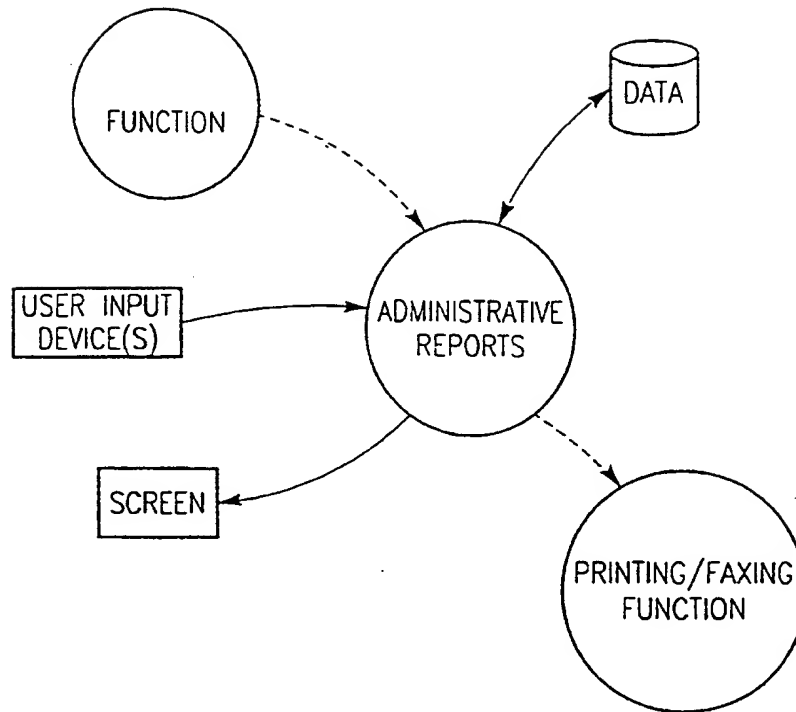 FUNCTION
DATA
USER INPUT
DEVICE(S)
ADMINISTRATIVE
REPORTS
SCREEN
PRINTING/FAXING
FUNCTION